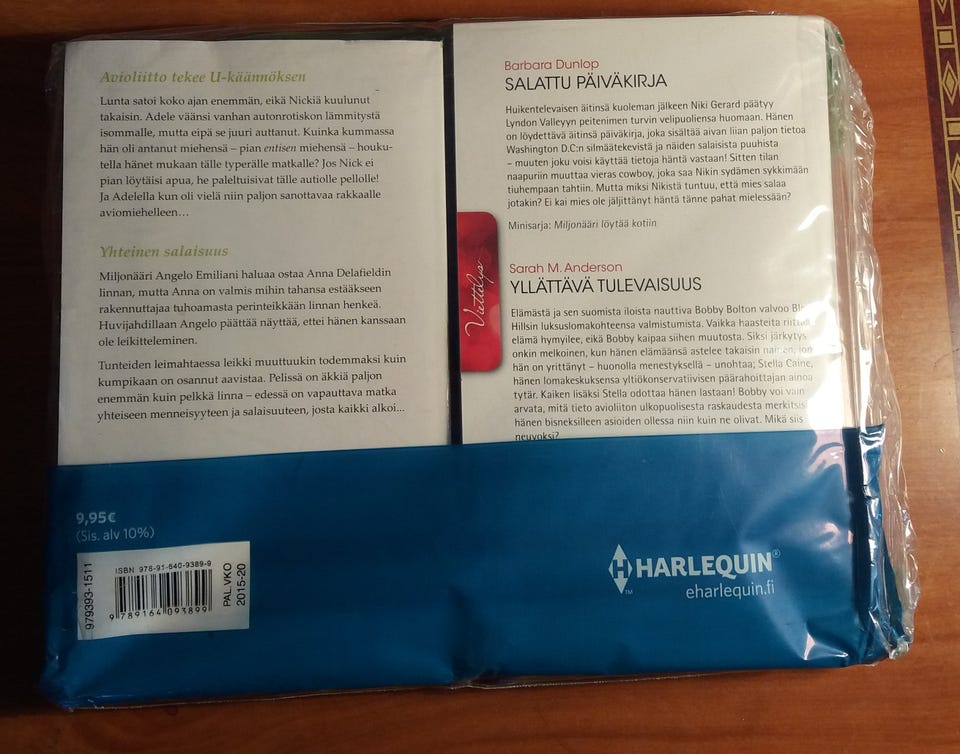 Avioliitto tekee U-käännöksen
Lunta satoi koko ajan enemmän, eikä Nickiä kuulunut
takaisin. Adele väänsi vanhan autonrotiskon lämmitystä
isommalle, mutta eipä se juuri auttanut. Kuinka kummassa
hän oli antanut miehensä – pian entisen miehensä – houku-
tella hänet mukaan tälle typerälle matkalle? Jos Nick ei
pian löytäisi apua, he paleltuisivat tälle autiolle pellolle!
Ja Adelella kun oli vielä niin paljon sanottavaa rakkaalle
aviomiehelleen…
Yhteinen salaisuus
Miljonääri Angelo Emiliani haluaa ostaa Anna Delafieldin
linnan, mutta Anna on valmis mihin tahansa estääkseen
rakennuttajaa tuhoamasta perinteikkään linnan henkeä.
Huvijahdillaan Angelo päättää näyttää, ettei hänen kanssaan
ole leikitteleminen.
Tunteiden leimahtaessa leikki muuttuukin todemmaksi kuin
kumpikaan on osannut aavistaa. Pelissä on äkkiä paljon
enemmän kuin pelkkä linna – edessä on vapauttava matka
yhteiseen menneisyyteen ja salaisuuteen, josta kaikki alkoi...
Barbara Dunlop
SALATTU PÄIVÄKIRJA
Huikentelevaisen äitinsä kuoleman jälkeen Niki Gerard päätyy
Lyndon Valleyyn peitenimen turvin velipuoliensa huomaan. Hänen
on löydettävä äitinsä päiväkirja, joka sisältää aivan liian paljon tietoa
Washington D.C:n silmäätekevistä ja näiden salaisista puuhista
– muuten joku voisi käyttää tietoja häntä vastaan! Sitten tilan
naapuriin muuttaa vieras cowboy, joka saa Nikin sydämen sykkimään
tiuhempaan tahtiin. Mutta miksi Nikistä tuntuu, että mies salaa
jotakin? Ei kai mies ole jäljittänyt häntä tänne pahat mielessään?
Minisarja: Miljonääri löytää kotiin
Viettelys
Sarah M. Anderson
YLLÄTTÄVÄ TULEVAISUUS
Elämästä ja sen suomista iloista nauttiva Bobby Bolton valvoo
Hillsin luksuslomakohteensa valmistumista. Vaikka haasteita
elämä hymyilee, eikä Bobby kaipaa siihen muutosta. Siksi järkytys
onkin melkoinen, kun hänen elämäänsä astelee takaisin nainen, jon
hän on yrittänyt – huonolla menestyksellä – unohtaa; Stella Caine,
hänen lomakeskuksensa yltiökonservatiivisen päärahoittajan ainoa
tytär. Kaiken lisäksi Stella odottaa hänen lastaan! Bobby voi vain
arvata, mitä tieto avioliiton ulkopuolisesta raskaudesta merkitsis
hänen bisnekselleen asioiden ollessa niin kuin ne olivat. Mikä siis
neuvoksi?
9,95€
(Sis. alv 10%)
979393-1511
ISBN 978-91-640-9389-9
9 789164 093899
PAL.VKO
2015-20
HARLEQUIN®
™
eharlequin.fi